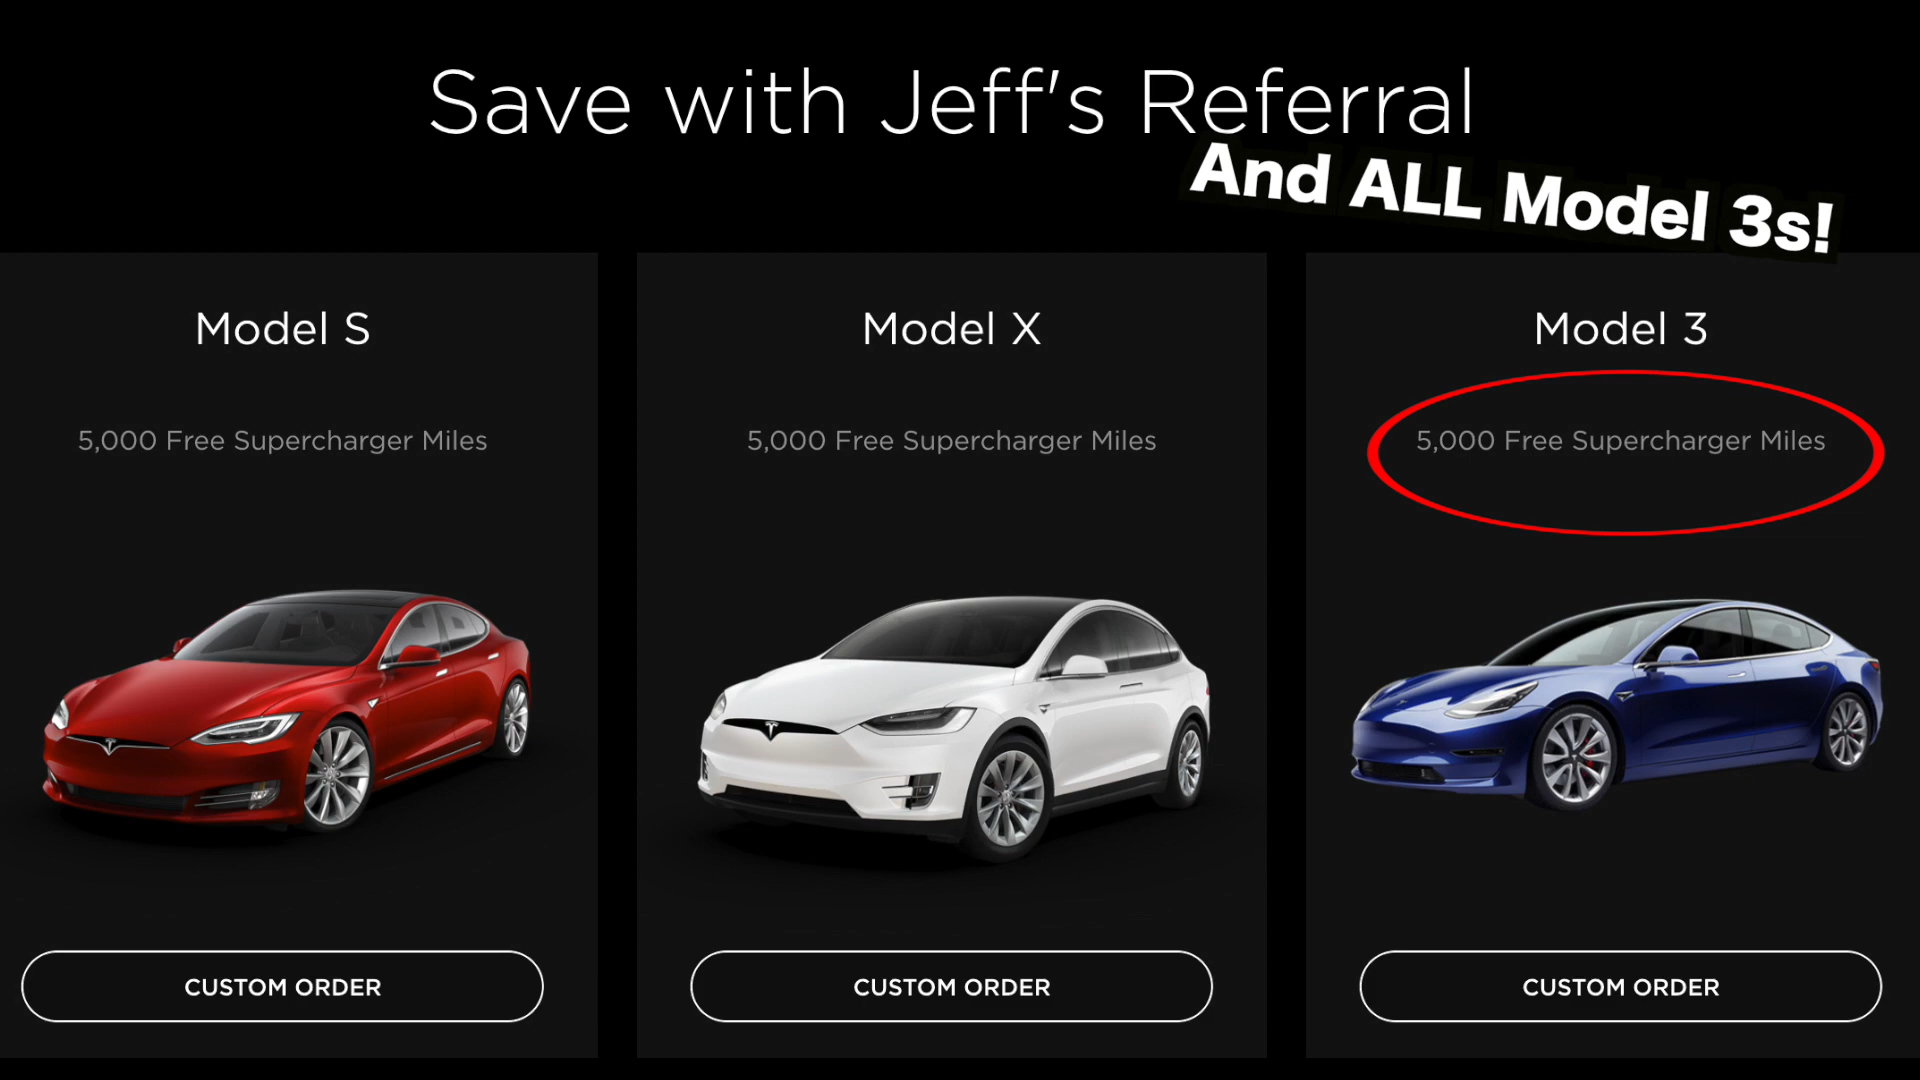 Save with Jeff's Referral
And ALL Model 3s!
Model S
5,000 Free Supercharger Miles
CUSTOM ORDER
Model X
5,000 Free Supercharger Miles
CUSTOM ORDER
Model 3
5,000 Free Supercharger Miles
CUSTOM ORDER